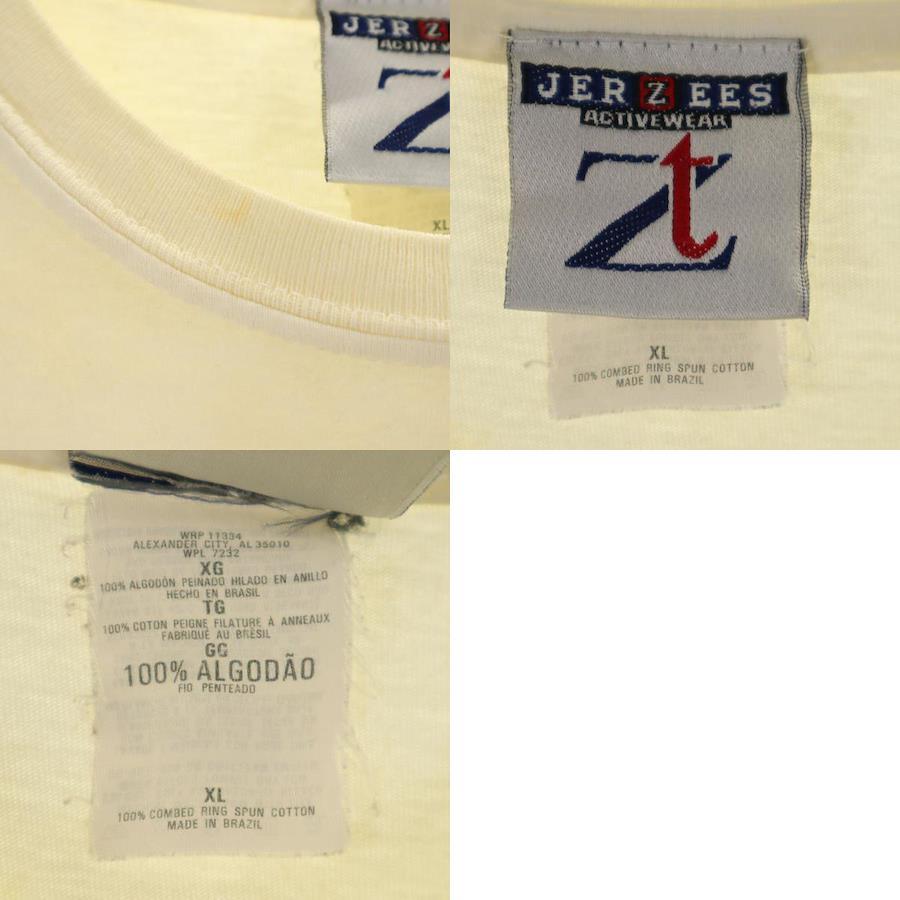 JERZ
ACTIVEW
Z
XL
JERZEES
ACTIVEWEAR
Zt
XL
100% COMBED RING SPUN COTTON
MADE IN BRAZIL
WRP 11334
ALEXANDER CITY, AL 35010
WPL 7232
XG
100% ALGODÓN PEINADO HILADO EN ANILLO
HECHO EN BRASIL
TG
100% COTON PEIGNE FILATURE À ANNEAUX
FABRIQUÉ AU BRÉSIL
GG
100% ALGODÃO
FIO PENTEADO
XL
100% COMBED RING SPUN COTTON
MADE IN BRAZIL